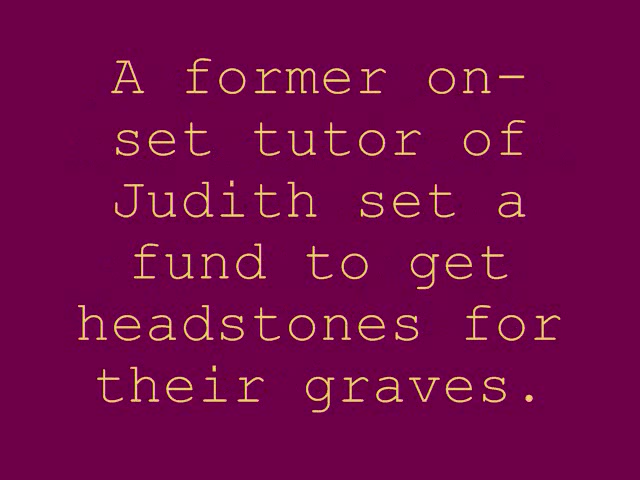 A former on-
set tutor of
Judith set a
fund to get
headstones for
their graves.